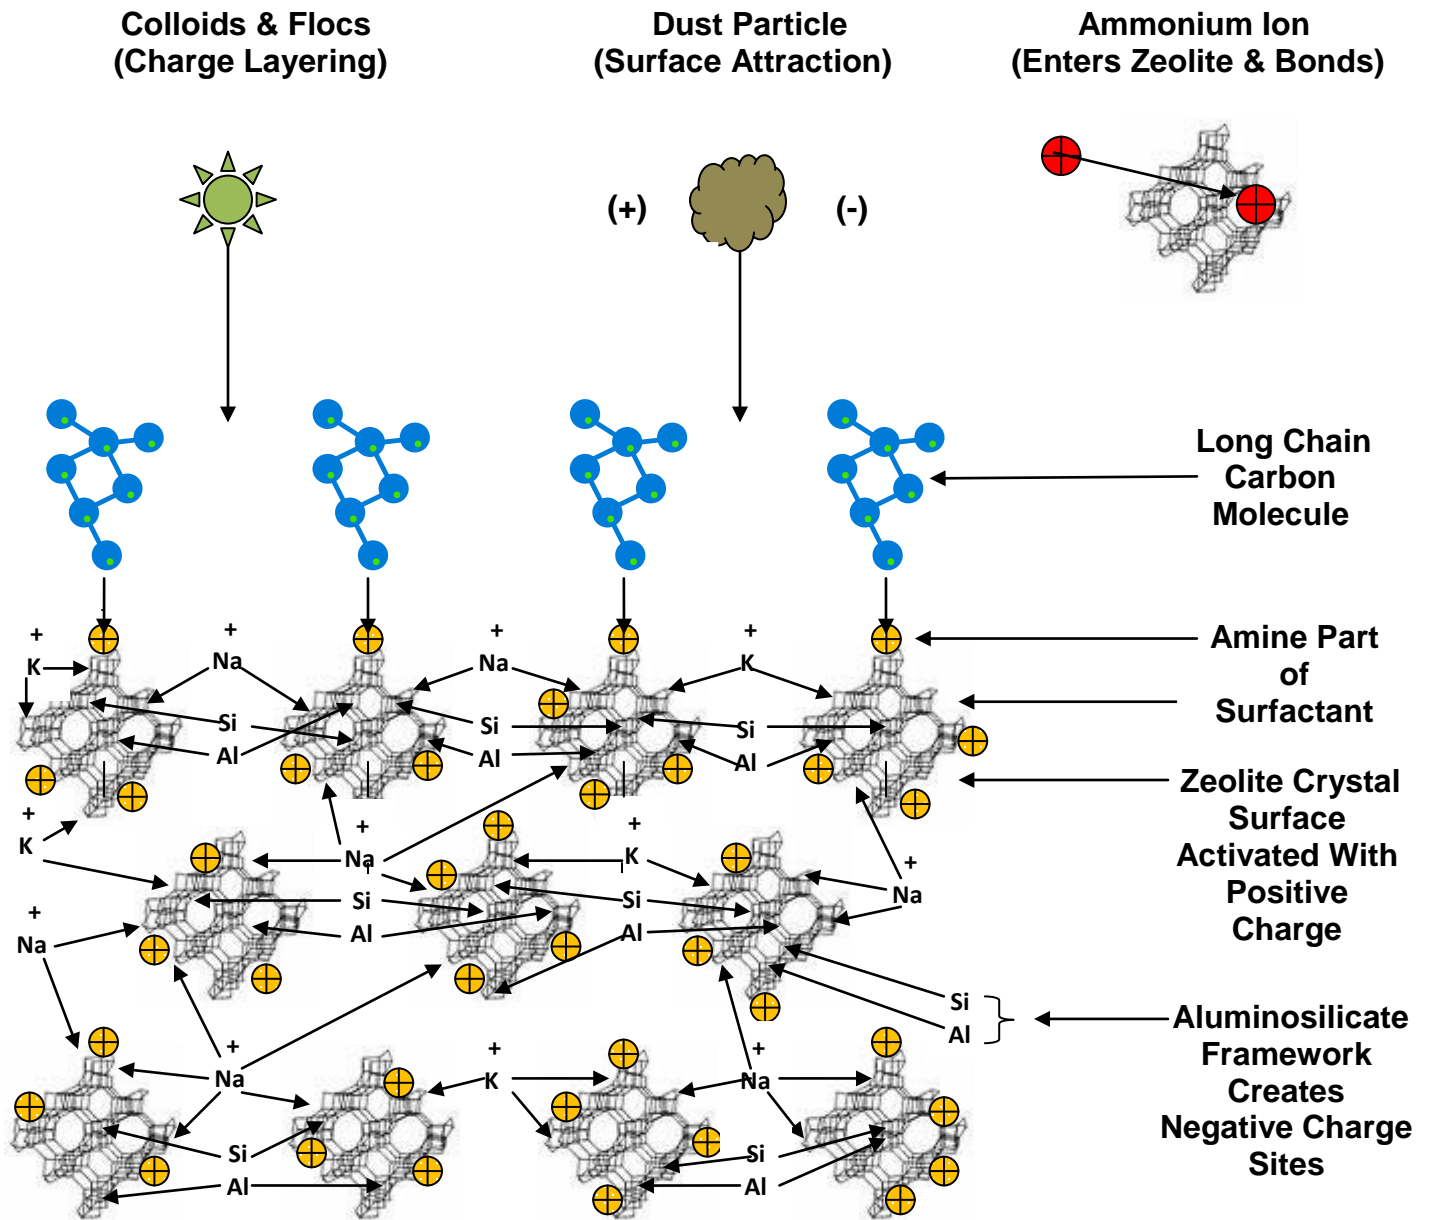 Colloids & Flocs
(Charge Layering)
Dust Particle
(Surface Attraction)
Ammonium Ion
(Enters Zeolite & Bonds)
(+)
(-)
Long Chain
Carbon
Molecule
+
K
+
Na
+
Na
+
K
Amine Part
of
Surfactant
Si
Al
Si
Al
Si
Al
Zeolite Crystal
Surface
Activated With
Positive
Charge
+
K
+
Na
+
K
+
Na
Si
Al
Si
Al
+
Na
Si
Al
Aluminosilicate
Framework
Creates
Negative Charge
Sites
+
Na
+
K
+
Na
Si
Al
Si
Al